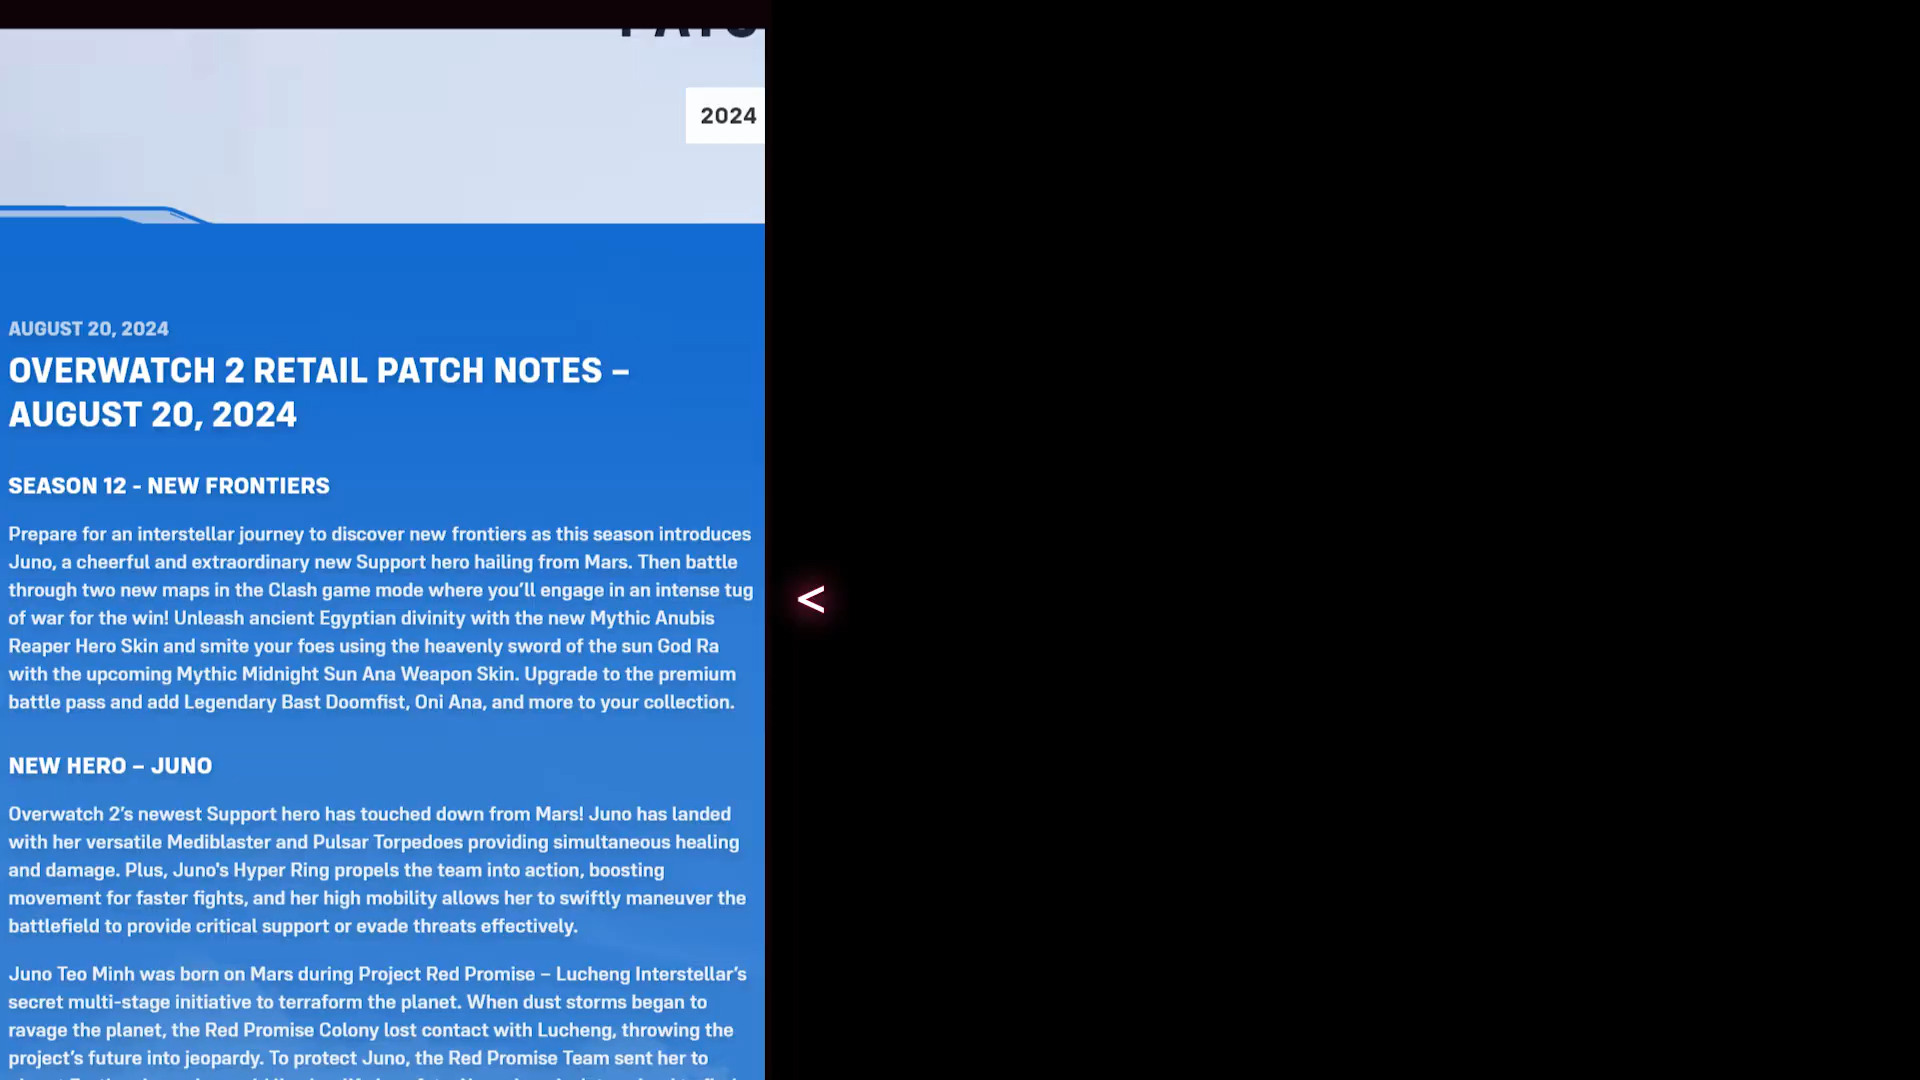 2024
AUGUST 20, 2024
OVERWATCH 2 RETAIL PATCH NOTES –
AUGUST 20, 2024
SEASON 12 - NEW FRONTIERS
Prepare for an interstellar journey to discover new frontiers as this season introduces
Juno, a cheerful and extraordinary new Support hero hailing from Mars. Then battle
through two new maps in the Clash game mode where you’ll engage in an intense tug
of war for the win! Unleash ancient Egyptian divinity with the new Mythic Anubis
Reaper Hero Skin and smite your foes using the heavenly sword of the sun God Ra
with the upcoming Mythic Midnight Sun Ana Weapon Skin. Upgrade to the premium
battle pass and add Legendary Bast Doomfist, Oni Ana, and more to your collection.
<
NEW HERO – JUNO
Overwatch 2’s newest Support hero has touched down from Mars! Juno has landed
with her versatile Mediblaster and Pulsar Torpedoes providing simultaneous healing
and damage. Plus, Juno's Hyper Ring propels the team into action, boosting
movement for faster fights, and her high mobility allows her to swiftly maneuver the
battlefield to provide critical support or evade threats effectively.
Juno Teo Minh was born on Mars during Project Red Promise – Lucheng Interstellar’s
secret multi-stage initiative to terraform the planet. When dust storms began to
ravage the planet, the Red Promise Colony lost contact with Lucheng, throwing the
project’s future into jeopardy. To protect Juno, the Red Promise Team sent her to